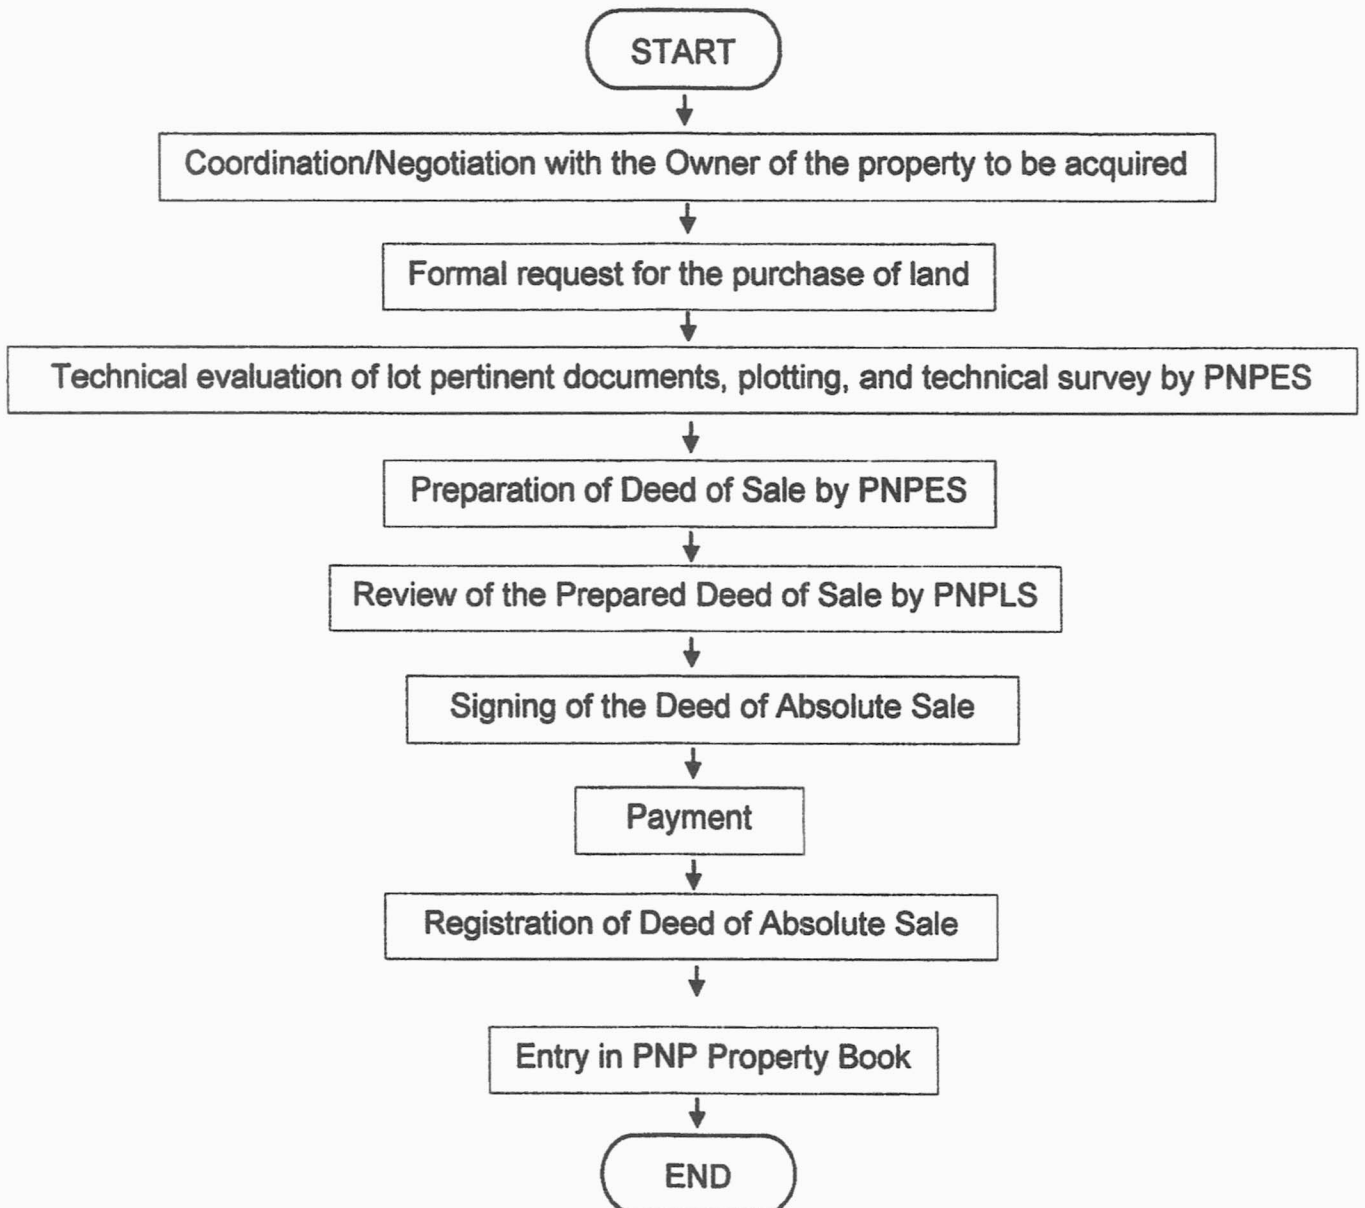 START
Coordination/Negotiation with the Owner of the property to be acquired
Formal request for the purchase of land
Technical evaluation of lot pertinent documents, plotting, and technical survey by PNPES
Preparation of Deed of Sale by PNPES
Review of the Prepared Deed of Sale by PNPLS
Signing of the Deed of Absolute Sale
Payment
Registration of Deed of Absolute Sale
Entry in PNP Property Book
END